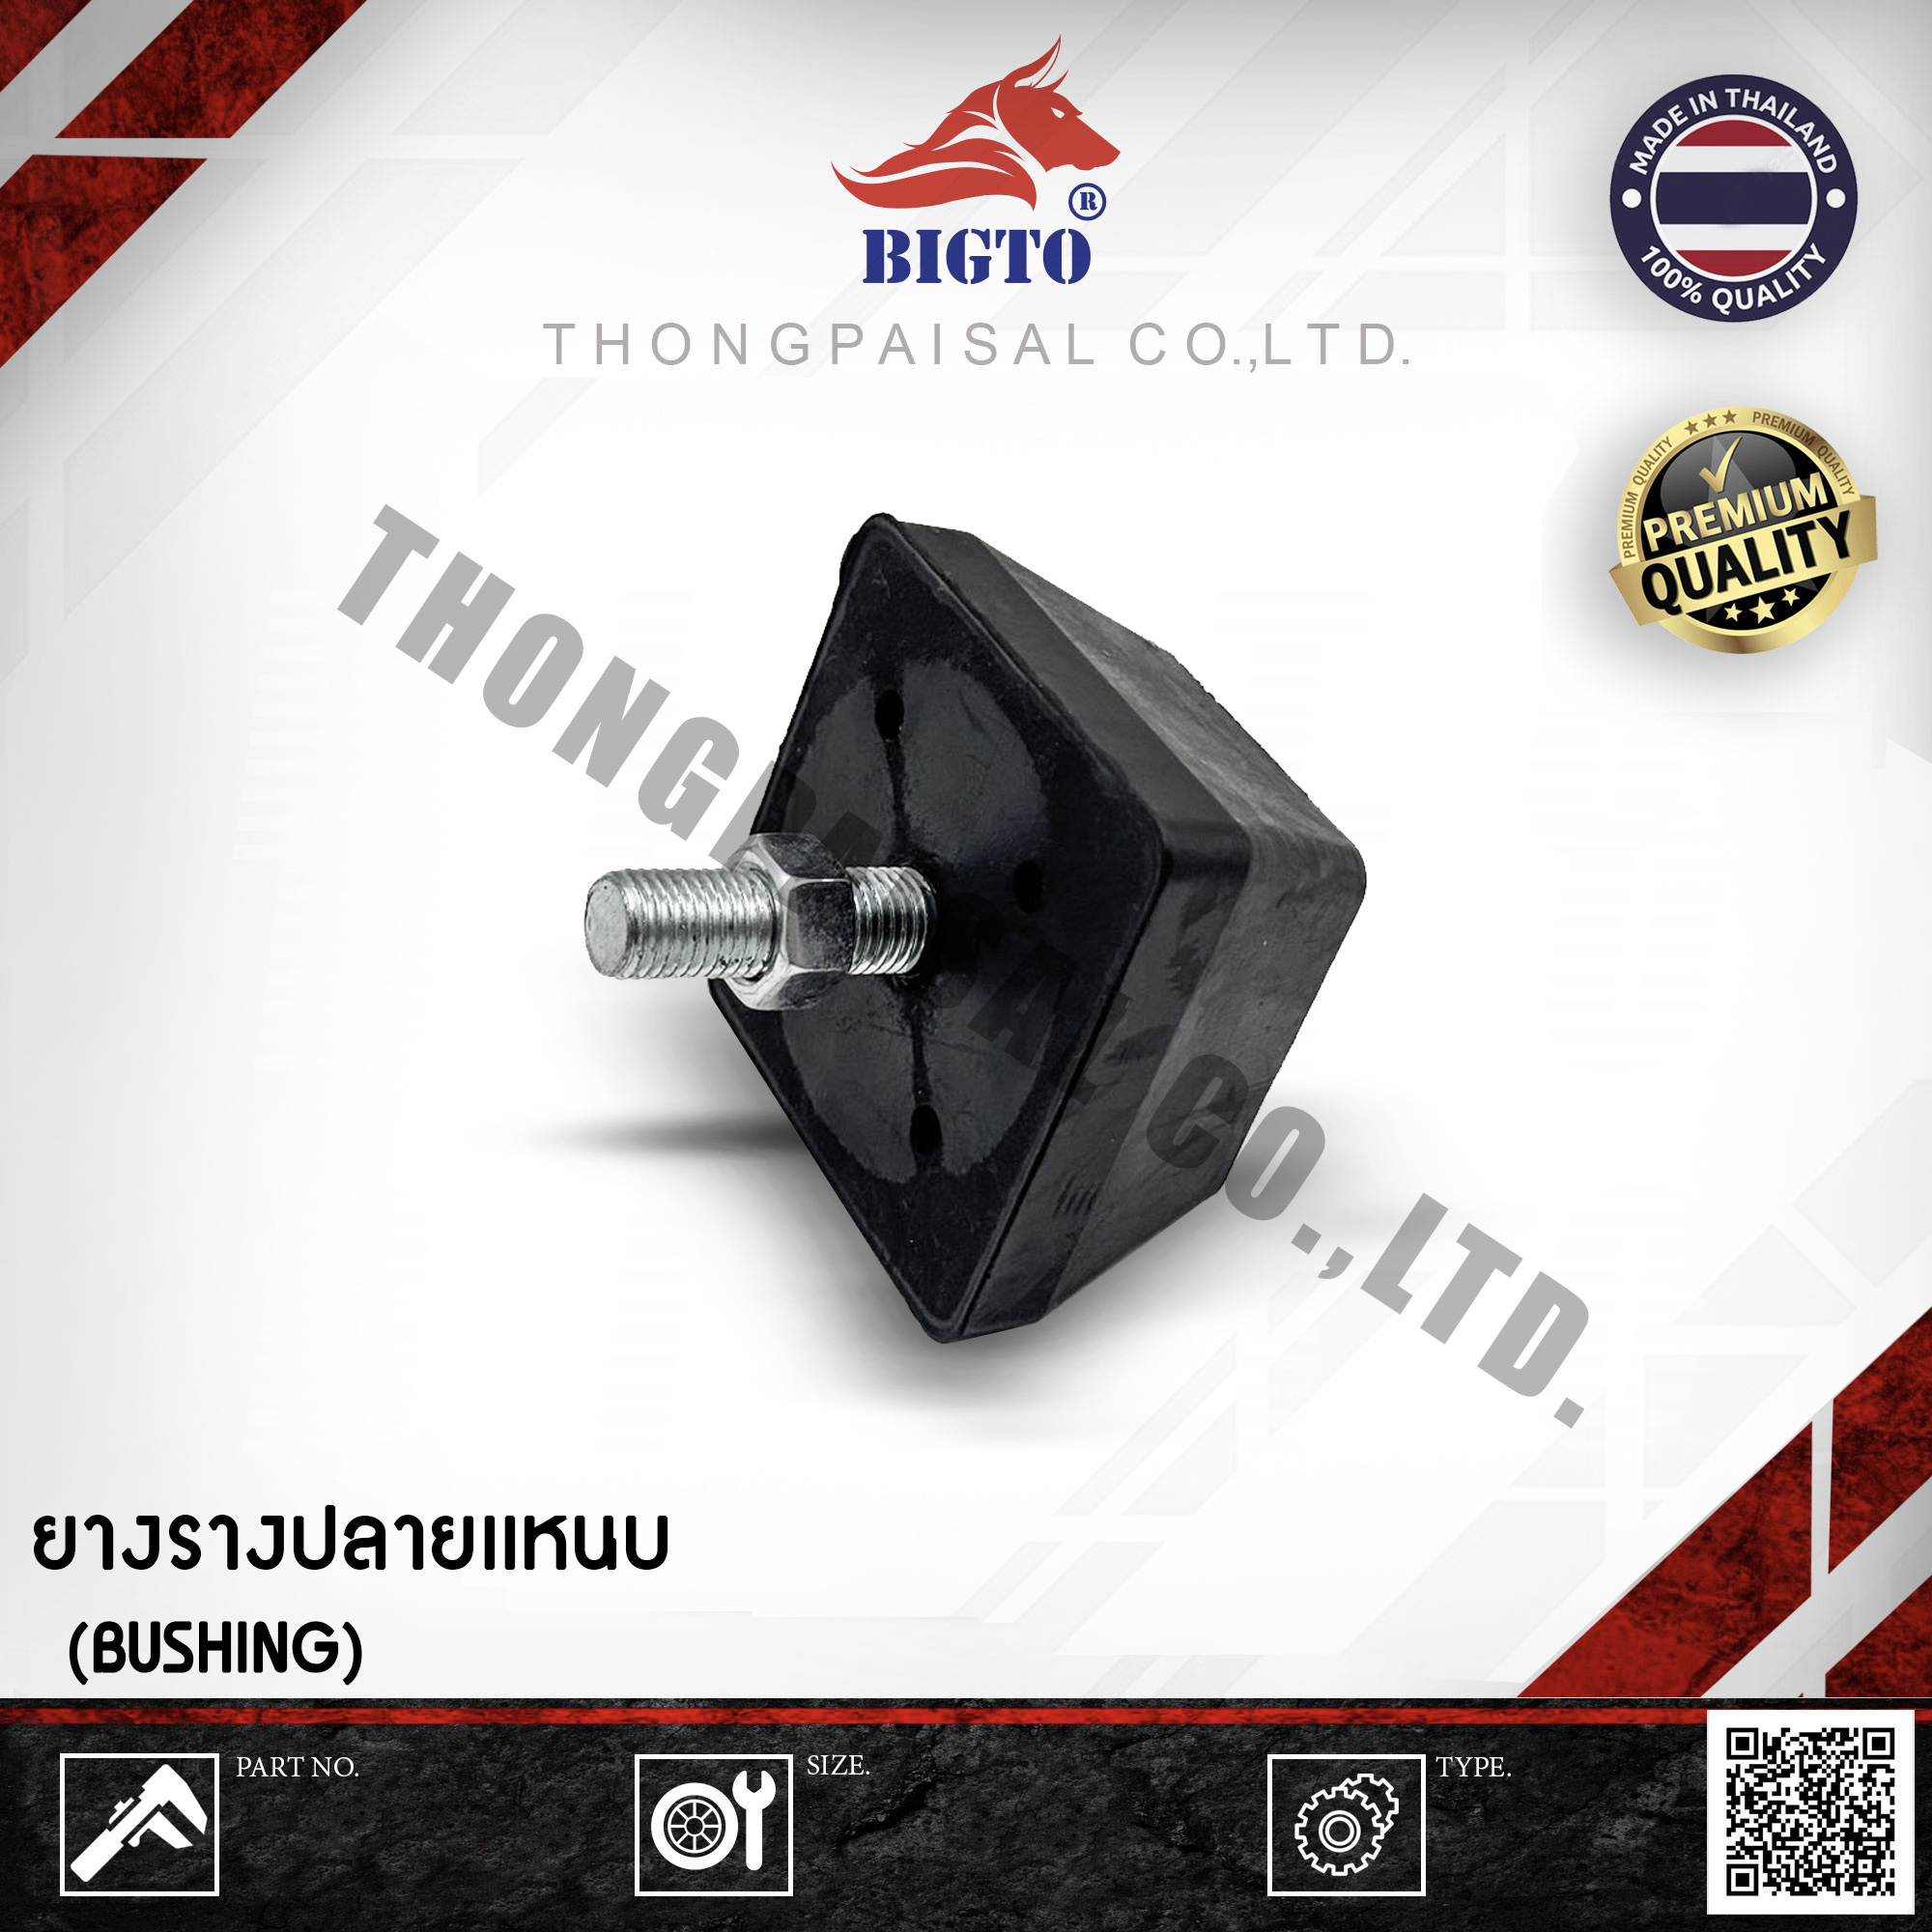 BIGTO
®
THONGPAISAL CO.,LTD.
MADE IN THAILAND
100% QUALITY
PREMIUM QUALITY ★★★ PREMIUM QUALITY
PREMIUM
QUALITY
THONGPAISAL CO.,LTD.
ยางรางปลายแหนบ
(BUSHING)
PART NO.
SIZE.
TYPE.